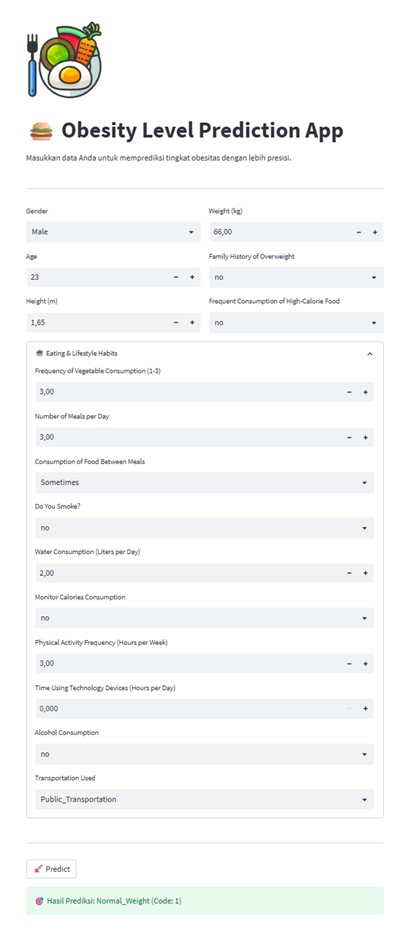 Obesity Level Prediction App
Masukkan data Anda untuk memprediksi tingkat obesitas dengan lebih presisi.
Gender
Male
Age
23
Height (m)
1,65
Weight (kg)
66,00
Family History of Overweight
no
Frequent Consumption of High-Calorie Food
no
Eating & Lifestyle Habits
Frequency of Vegetable Consumption (1-3)
3,00
Number of Meals per Day
3,00
Consumption of Food Between Meals
Sometimes
Do You Smoke?
no
Water Consumption (Liters per Day)
2,00
Monitor Calories Consumption
no
Physical Activity Frequency (Hours per Week)
3,00
Time Using Technology Devices (Hours per Day)
0,000
Alcohol Consumption
no
Transportation Used
Public_Transportation
Predict
Hasil Prediksi: Normal_Weight (Code: 1)